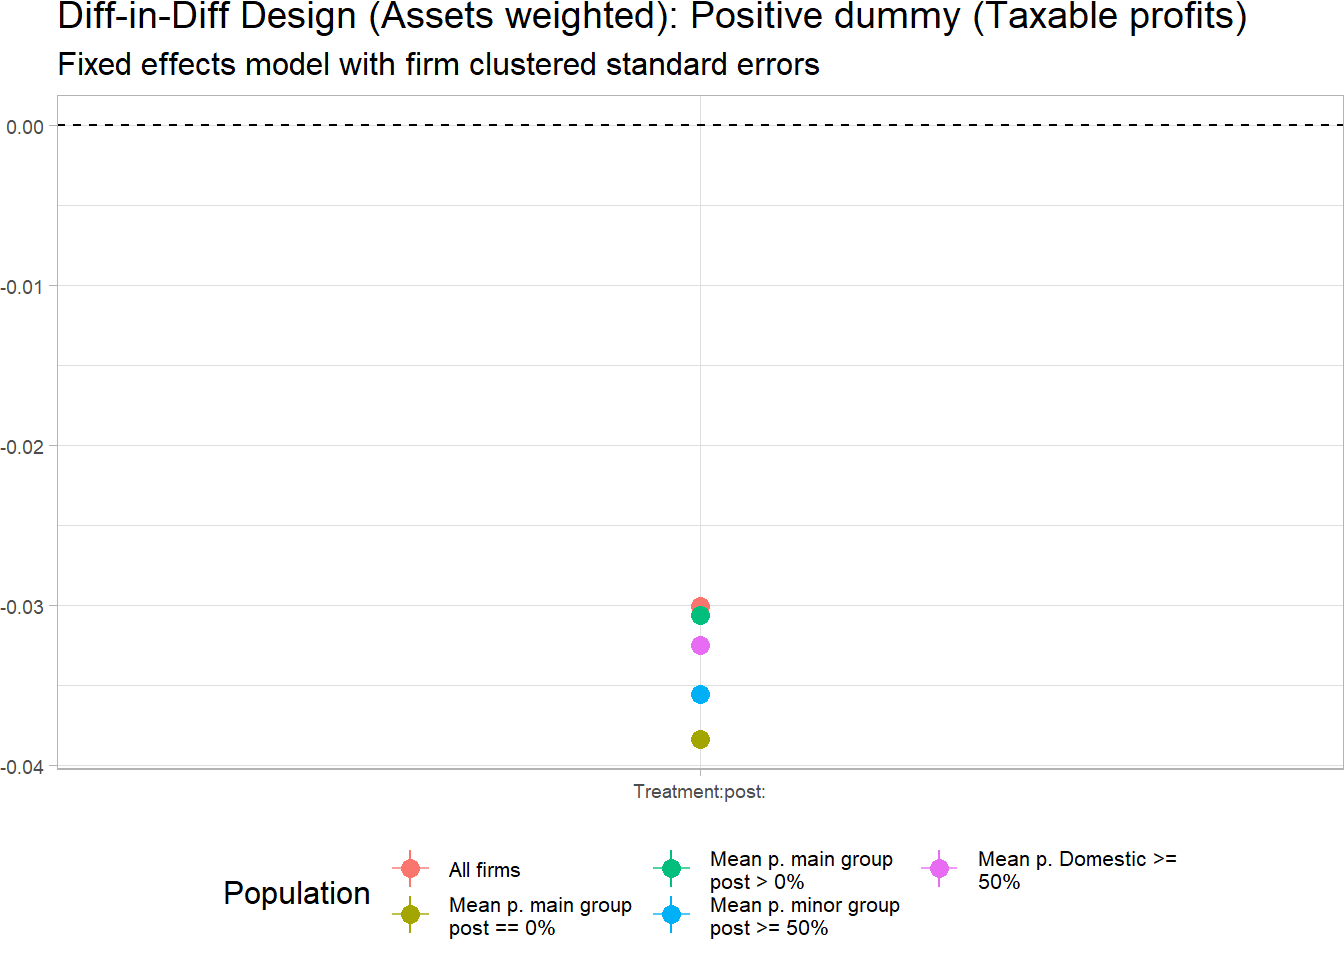 Diff-in-Diff Design (Assets weighted): Positive dummy (Taxable profits)
Fixed effects model with firm clustered standard errors
0.00
-0.01
-0.02
-0.03
-0.04
Treatment:post:
Population
All firms
Mean p. main group
post == 0%
Mean p. main group
post > 0%
Mean p. minor group
post >= 50%
Mean p. Domestic >=
50%